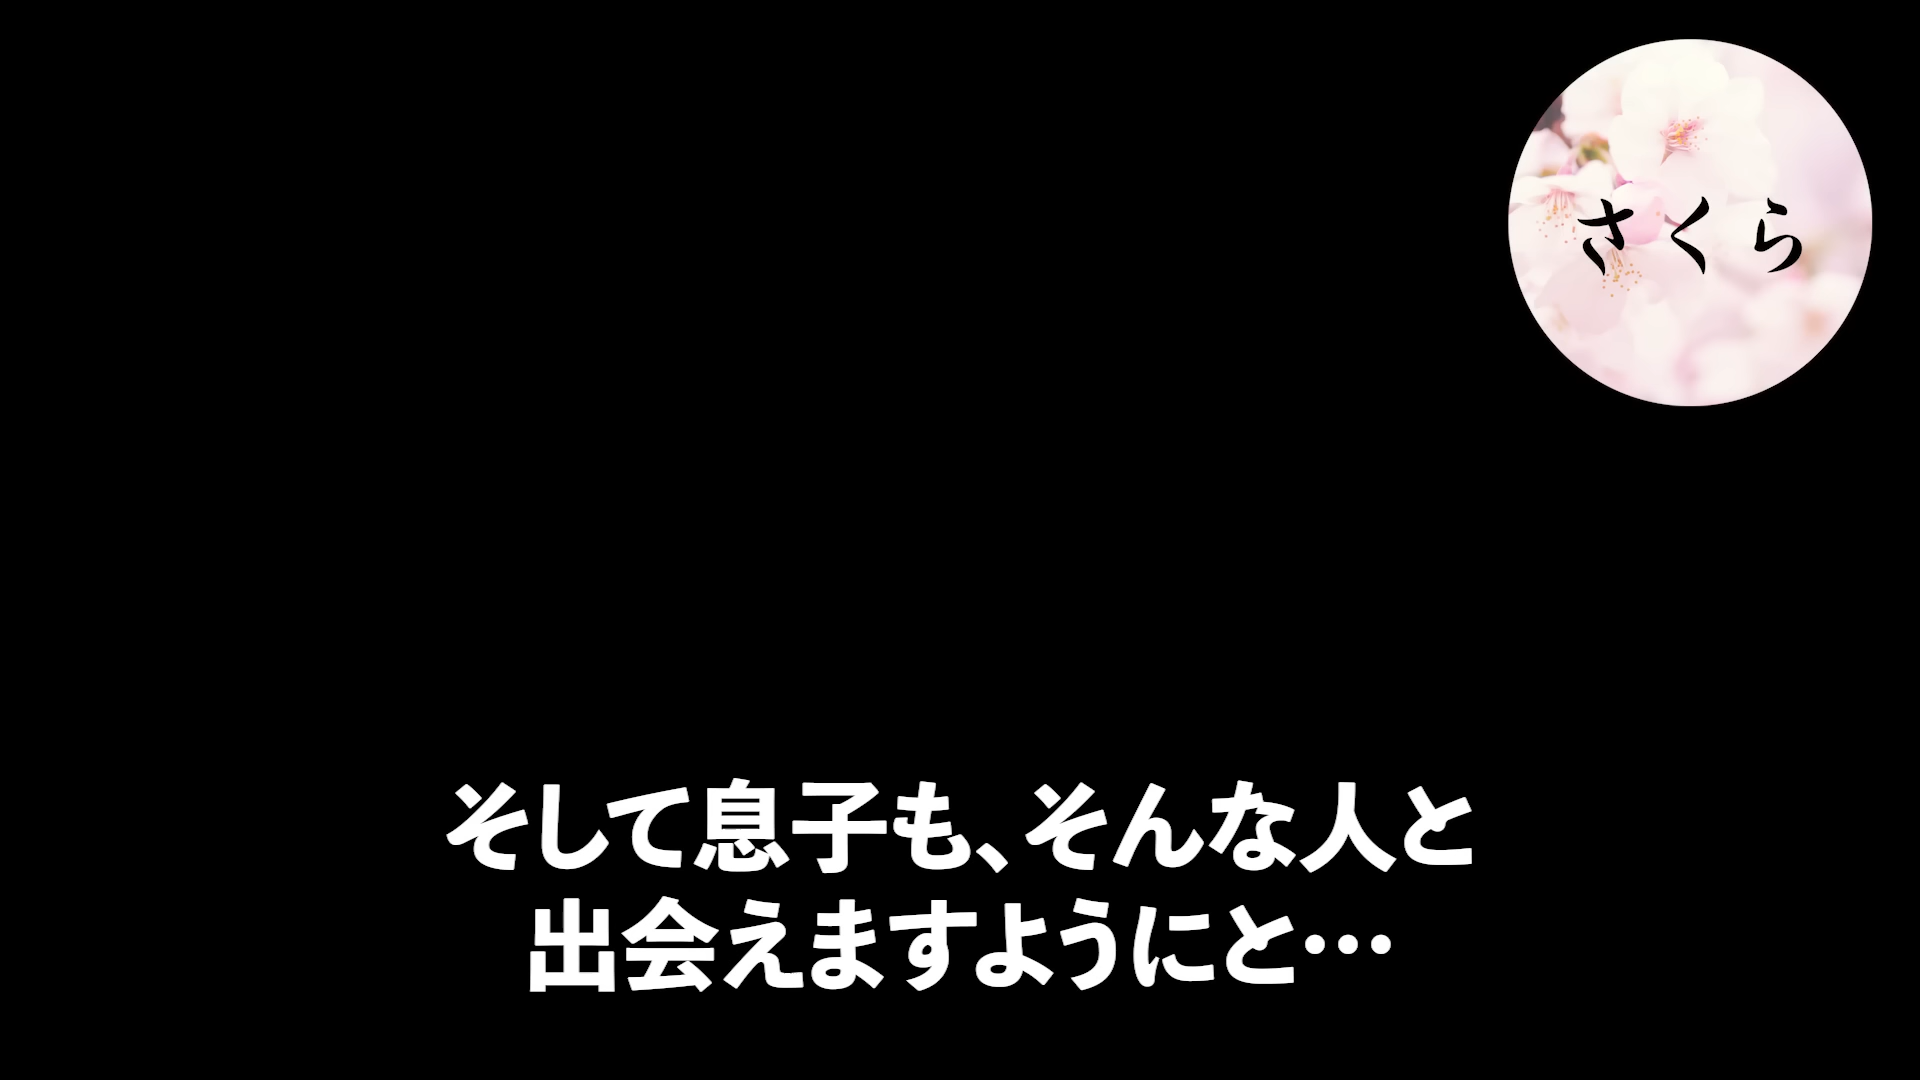 さくら
そして息子も、そんな人と
出会えますようにと…